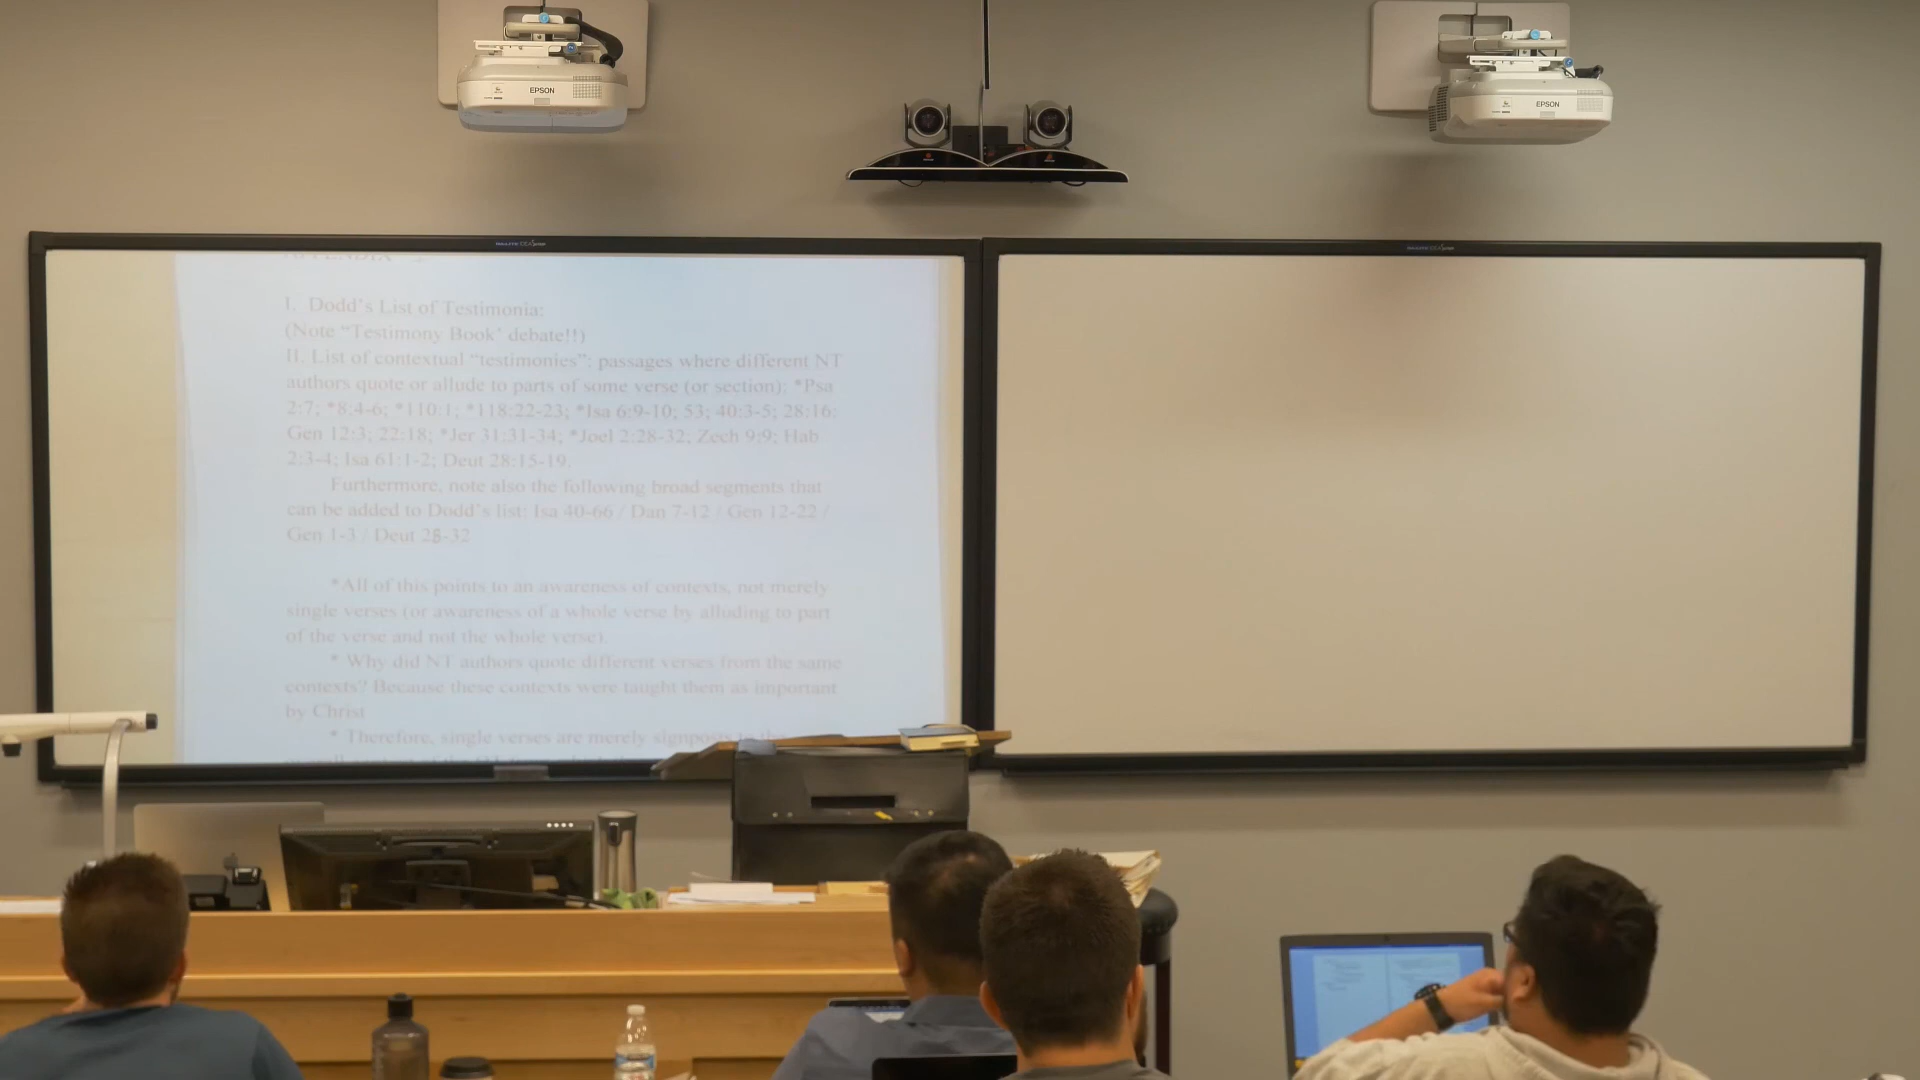 EPSON
EPSON
I. Dodd's List of Testimonia:
(Note "Testimony Book' debate!!)
II. List of contextual "testimonies": passages where different NT
authors quote or allude to parts of some verse (or section): *Psa
2:7; *8:4-6; *110:1; *118:22-23; *Isa 6:9-10; 53; 40:3-5; 28:16;
Gen 12:3; 22:18; *Jer 31:31-34; *Joel 2:28-32; Zech 9:9; Hab
2:3-4; Isa 61:1-2; Deut 28:15-19.
Furthermore, note also the following broad segments that
can be added to Dodd's list: Isa 40-66 / Dan 7-12 / Gen 12-22 /
Gen 1-3 / Deut 28-32
*All of this points to an awareness of contexts, not merely
single verses (or awareness of a whole verse by alluding to part
of the verse and not the whole verse).
* Why did NT authors quote different verses from the same
contexts? Because these contexts were taught them as important
by Christ
* Therefore, single verses are merely signposts to the